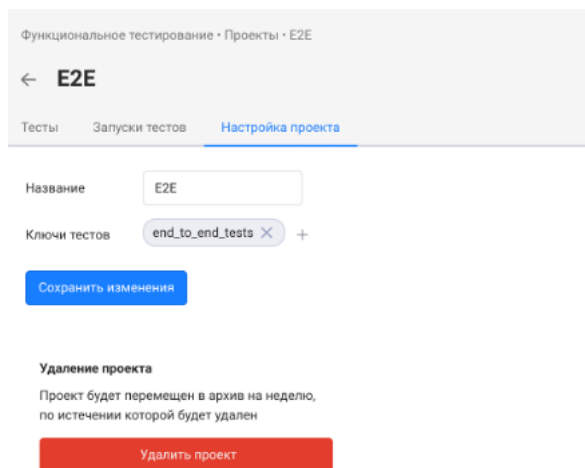 Функциональное тестирование • Проекты • E2E
← E2E
Тесты Запуски тестов Настройка проекта
Название E2E
Ключи тестов end_to_end_tests × +
Сохранить изменения
Удаление проекта
Проект будет перемещен в архив на неделю,
по истечении которой будет удален
Удалить проект